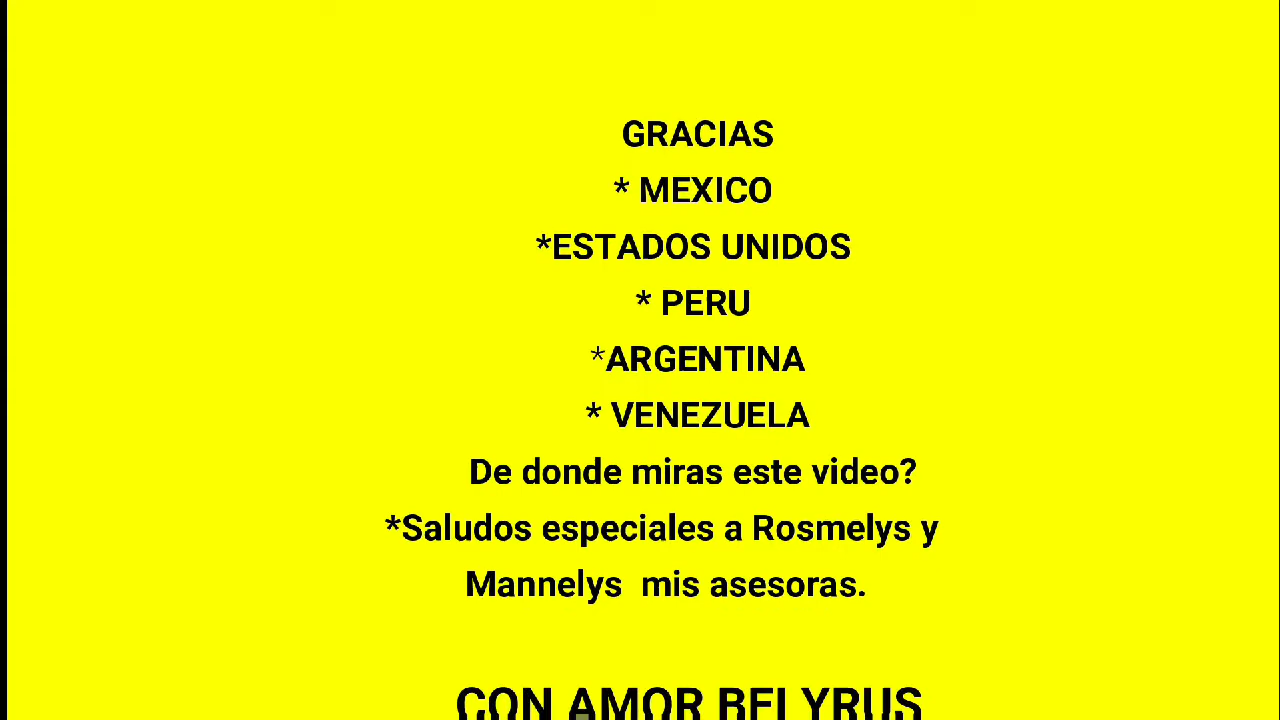 GRACIAS
* MEXICO
*ESTADOS UNIDOS
* PERU
*ARGENTINA
* VENEZUELA
De donde miras este video?
*Saludos especiales a Rosmelys y
Mannelys mis asesoras.
CON AMOR BELYRUS